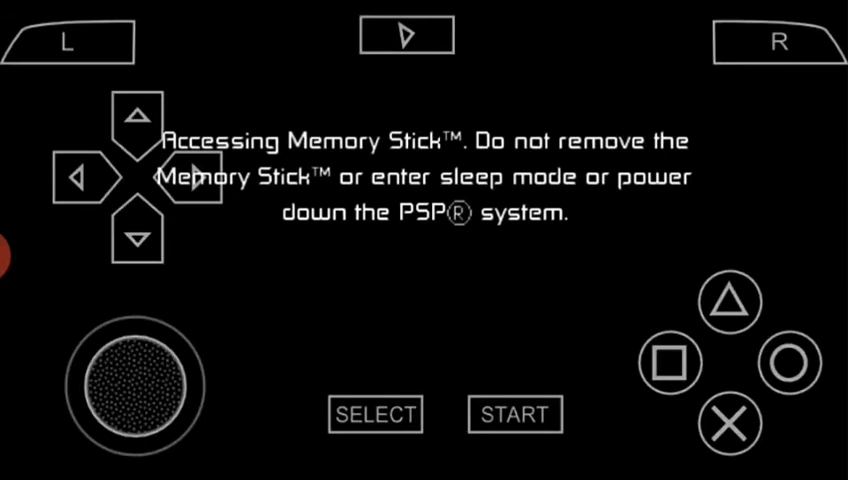 L
R
Accessing Memory Stick™. Do not remove the
Memory Stick™ or enter sleep mode or power
down the PSP® system.
SELECT
START